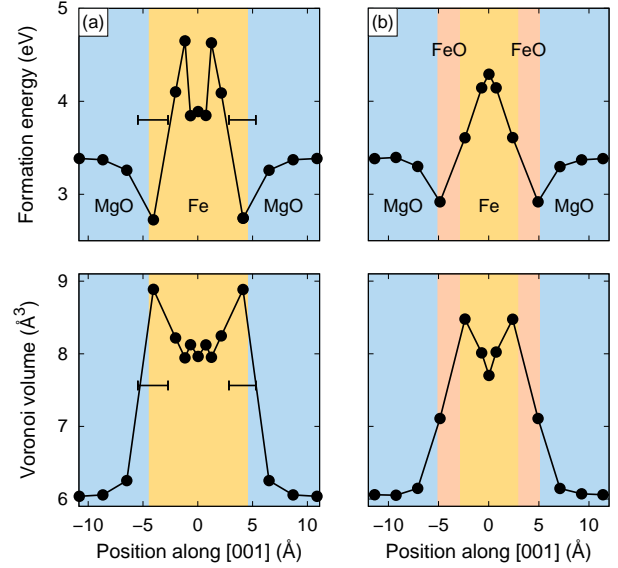 (a)
(b)
5
4
3
Formation energy (eV)
MgO
Fe
MgO
FeO
FeO
MgO
Fe
MgO
9
8
7
6
Voronoi volume (Å³)
−10 −5 0 5 10
−10 −5 0 5 10
Position along [001] (Å)
Position along [001] (Å)